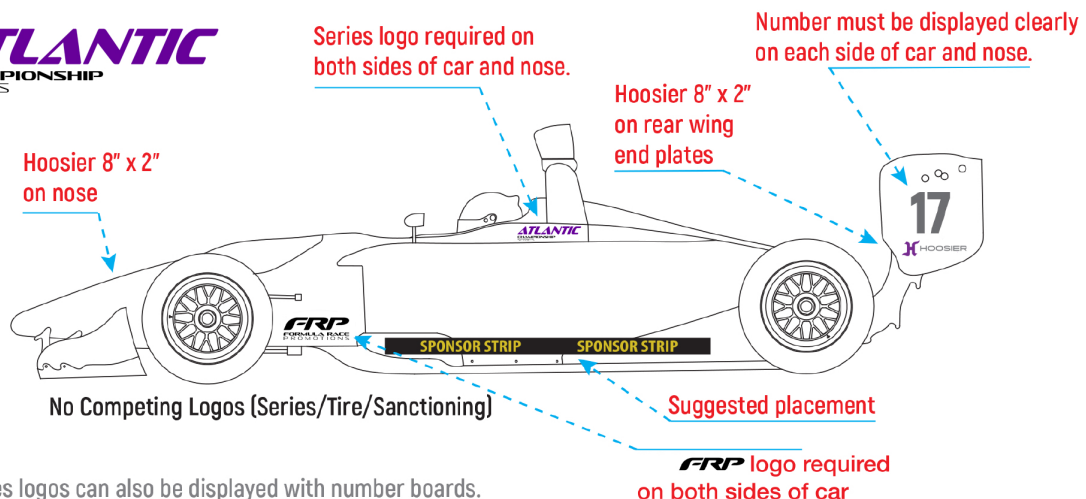 TLANTIC
PIONSHIP
S
Series logo required on
both sides of car and nose.
Number must be displayed clearly
on each side of car and nose.
Hoosier 8" x 2"
on rear wing
end plates
Hoosier 8" x 2"
on nose
17
HOOSIER
ATLANTIC
CHAMPIONSHIP
FRP
FORMULA RACE
PROMOTIONS
SPONSOR STRIP SPONSOR STRIP
No Competing Logos (Series/Tire/Sanctioning)
Suggested placement
FRP logo required
on both sides of car
es logos can also be displayed with number boards.